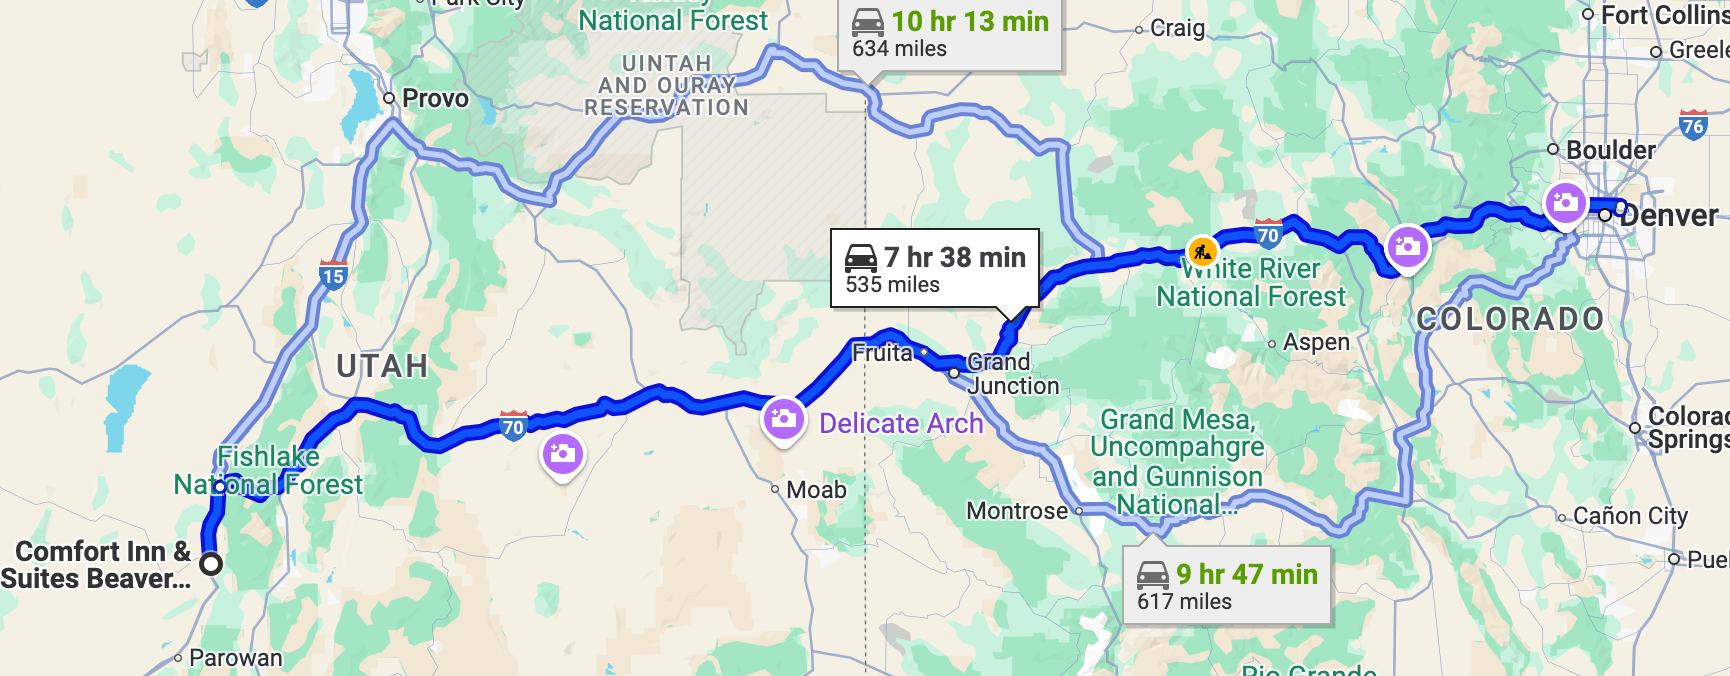 Park City
National Forest
10 hr 13 min
634 miles
Craig
Fort Collins
Greele
UINTAH
AND OURAY
RESERVATION
Provo
76
Boulder
Denver
70
7 hr 38 min
535 miles
15
White River
National Forest
COLORADO
Aspen
UTAH
Fruita
Grand
Junction
70
Delicate Arch
Grand Mesa,
Uncompahgre
and Gunnison
National...
Colorad
Springs
Fishlake
National Forest
Moab
Montrose
Cañon City
Comfort Inn &
Suites Beaver...
Puel
9 hr 47 min
617 miles
Parowan
Rio Grande